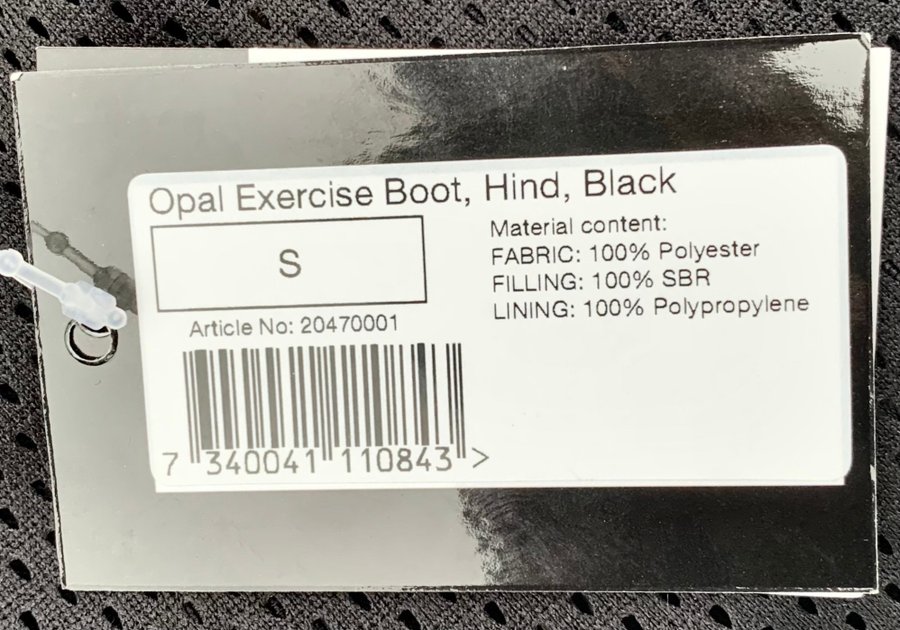 Opal Exercise Boot, Hind, Black
S
Article No: 20470001
7 340041 110843 >
Material content:
FABRIC: 100% Polyester
FILLING: 100% SBR
LINING: 100% Polypropylene